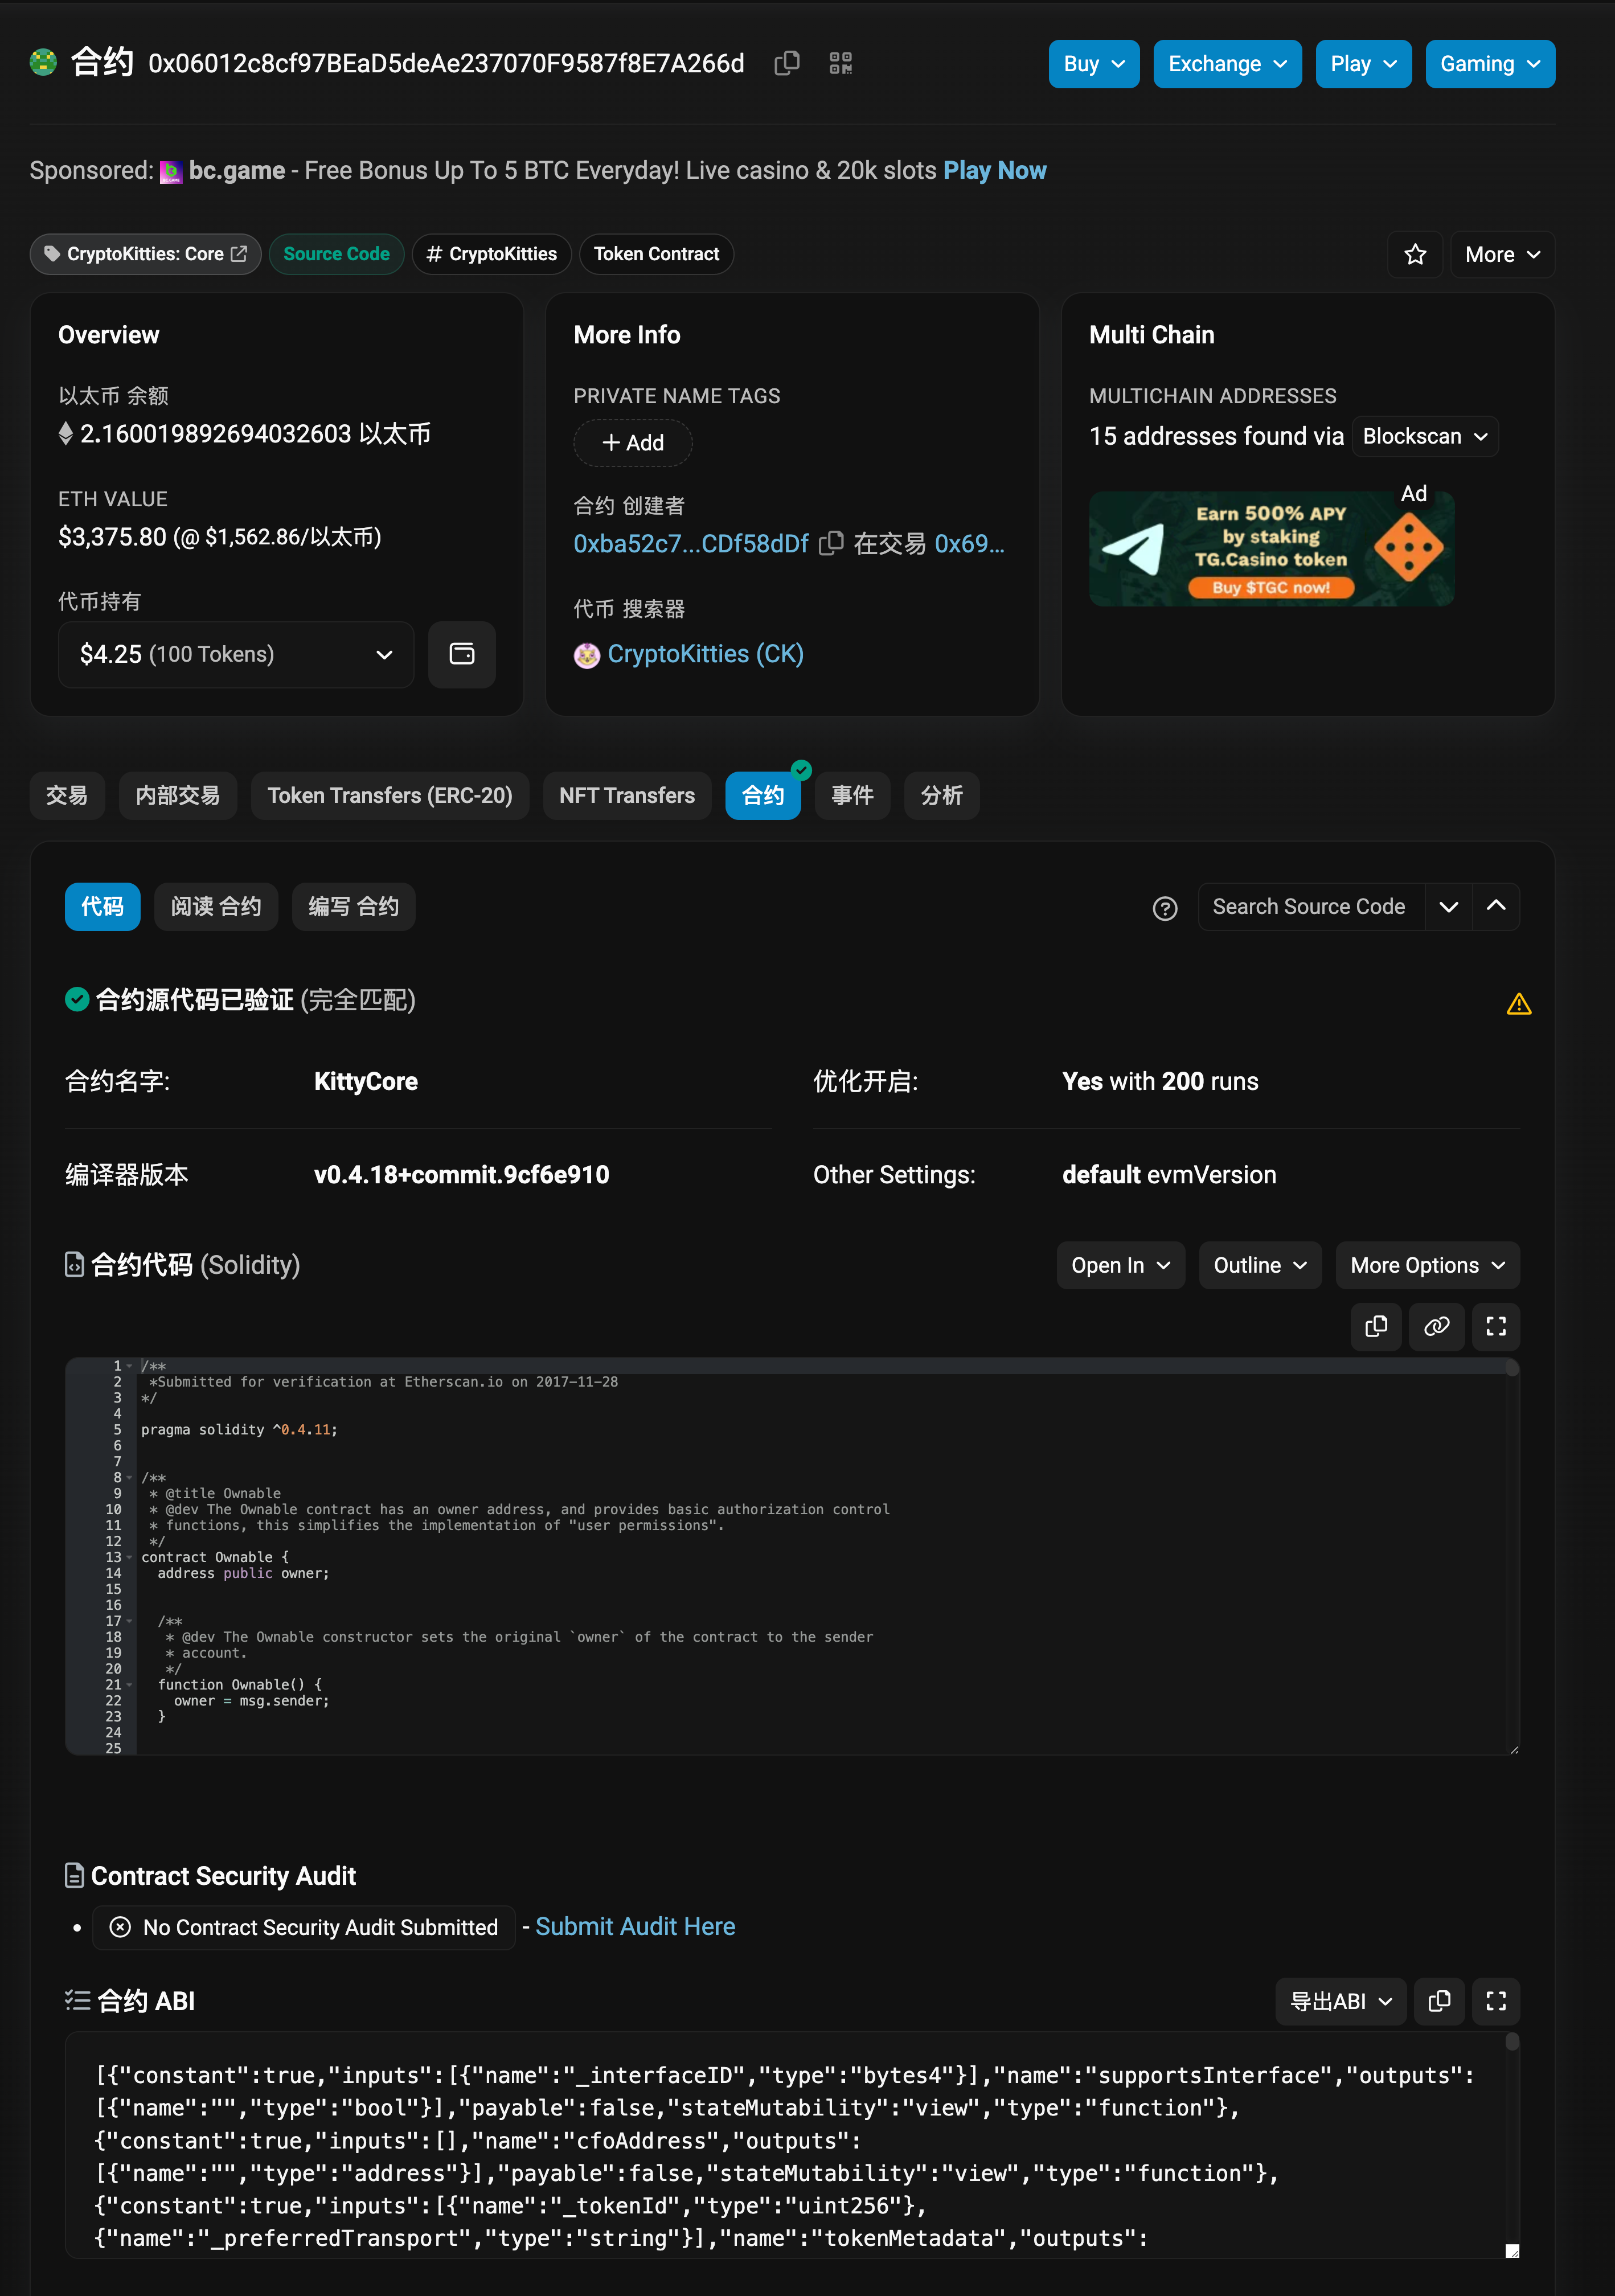 合约 0x06012c8cf97BEaD5deAe237070F9587f8E7A266d
Buy
Exchange
Play
Gaming
Sponsored: bc.game - Free Bonus Up To 5 BTC Everyday! Live casino & 20k slots Play Now
CryptoKitties: Core
Source Code
# CryptoKitties
Token Contract
More
Overview
以太币 余额
2.160019892694032603 以太币
ETH VALUE
$3,375.80 (@ $1,562.86/以太币)
代币持有
$4.25 (100 Tokens)
More Info
PRIVATE NAME TAGS
+ Add
合约 创建者
0xba52c7...CDf58dDf 在交易 0x69...
代币 搜索器
CryptoKitties (CK)
Multi Chain
MULTICHAIN ADDRESSES
15 addresses found via Blockscan
Ad
Earn 500% APY
by staking
TG.Casino token
Buy $TGC now!
交易
内部交易
Token Transfers (ERC-20)
NFT Transfers
合约
事件
分析
代码
阅读 合约
编写 合约
Search Source Code
合约源代码已验证 (完全匹配)
合约名字: KittyCore
优化开启: Yes with 200 runs
编译器版本 v0.4.18+commit.9cf6e910
Other Settings: default evmVersion
合约代码 (Solidity)
Open In
Outline
More Options
1 /**
2 *Submitted for verification at Etherscan.io on 2017-11-28
3 */
4
5 pragma solidity ^0.4.11;
6
7
8 /**
9 * @title Ownable
10 * @dev The Ownable contract has an owner address, and provides basic authorization control
11 * functions, this simplifies the implementation of "user permissions".
12 */
13 contract Ownable {
14 address public owner;
15
16
17 /**
18 * @dev The Ownable constructor sets the original `owner` of the contract to the sender
19 * account.
20 */
21 function Ownable() {
22 owner = msg.sender;
23 }
24
25
Contract Security Audit
• No Contract Security Audit Submitted - Submit Audit Here
合约 ABI
导出ABI
[{"constant":true,"inputs":[{"name":"_interfaceID","type":"bytes4"}],"name":"supportsInterface","outputs":
[{"name":"","type":"bool"}],"payable":false,"stateMutability":"view","type":"function"},
{"constant":true,"inputs":[],"name":"cfoAddress","outputs":
[{"name":"","type":"address"}],"payable":false,"stateMutability":"view","type":"function"},
{"constant":true,"inputs":[{"name":"_tokenId","type":"uint256"},
{"name":"_preferredTransport","type":"string"}],"name":"tokenMetadata","outputs":